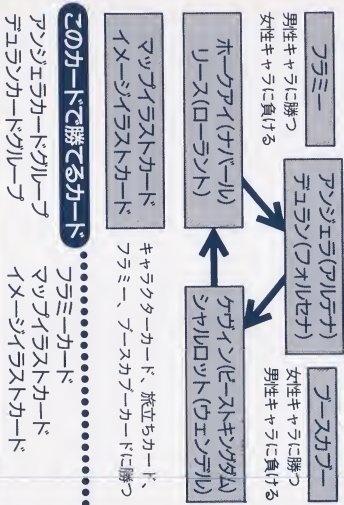 フラミー
男性キャラに勝つ
女性キャラに負ける
アンジェラ(アルテナ)
デュラン(フォルセナ)
ブースカブー
女性キャラに勝つ
男性キャラに負ける
ホークアイ(ナバール)
リース(ローラント)
ケヴィン(ビーストキングダム)
シャルロット(ウェンデル)
マップイラストカード
イメージイラストカード
キャラクターカード、旅立ちカード、
フラミー、ブースカブーカードに勝つ
このカードで勝てるカード
アンジェラカードグループ
デュランカードグループ
フラミーカード
マップイラストカード
イメージイラストカード